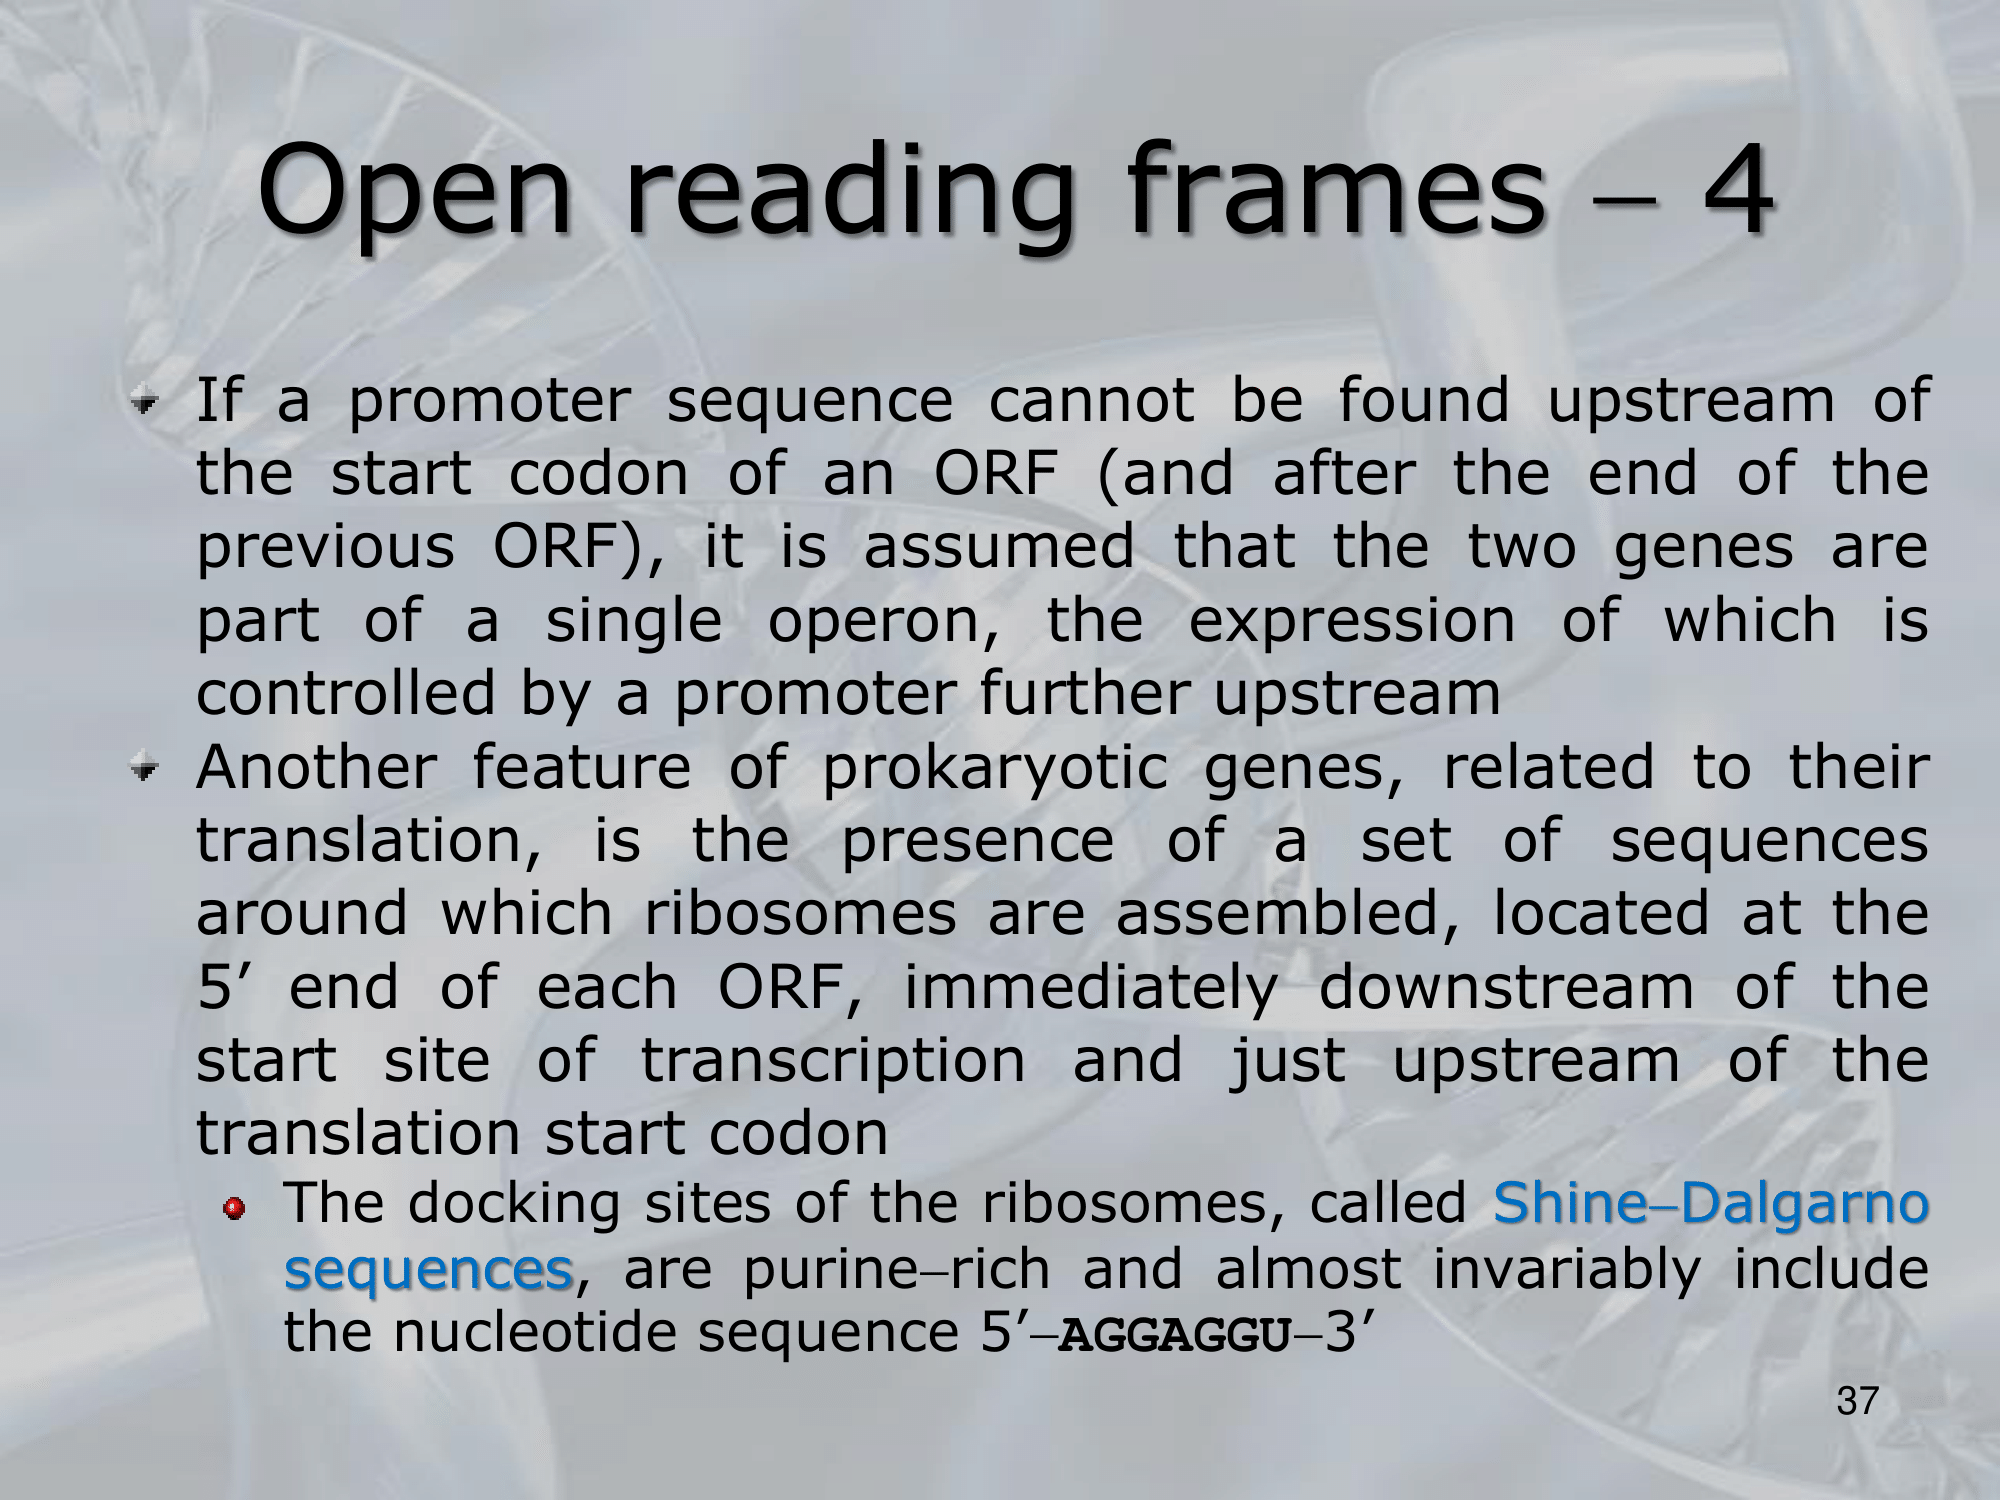 Open reading frames – 4
If a promoter sequence cannot be found upstream of
the start codon of an ORF (and after the end of the
previous ORF), it is assumed that the two genes are
part of a single operon, the expression of which is
controlled by a promoter further upstream
Another feature of prokaryotic genes, related to their
translation, is the presence of a set of sequences
around which ribosomes are assembled, located at the
5’ end of each ORF, immediately downstream of the
start site of transcription and just upstream of the
translation start codon
The docking sites of the ribosomes, called Shine–Dalgarno
sequences, are purine–rich and almost invariably include
the nucleotide sequence 5’–AGGAGGU–3’
37